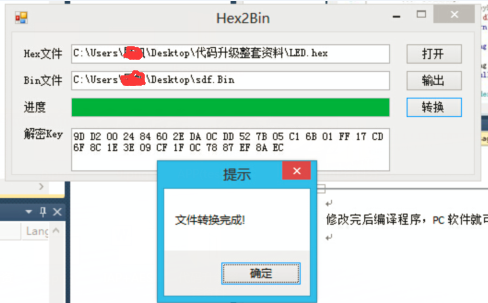 Hex2Bin
Hex文件 C:\Users\ \Desktop\代码升级整套资料\LED.hex 打开
Bin文件 C:\Users\ \Desktop\sdf.Bin 输出
进度 转换
解密Key 9D D2 00 24 84 60 2E DA 0C DD 52 7B 05 C1 6B 01 FF 17 CD
6F 8C 1E 3E 09 CF 1F 0C 78 87 EF 8A EC
提示
文件转换完成!
修改完后编译程序，PC 软件就可
Lang
确定